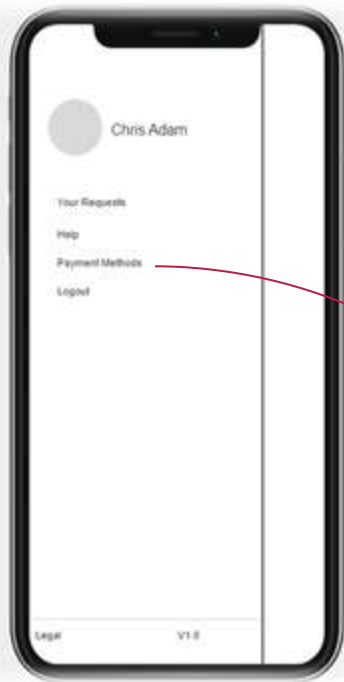 Chris Adam
Your Requests
Help
Payment Methods
Logout
Legal V1.0